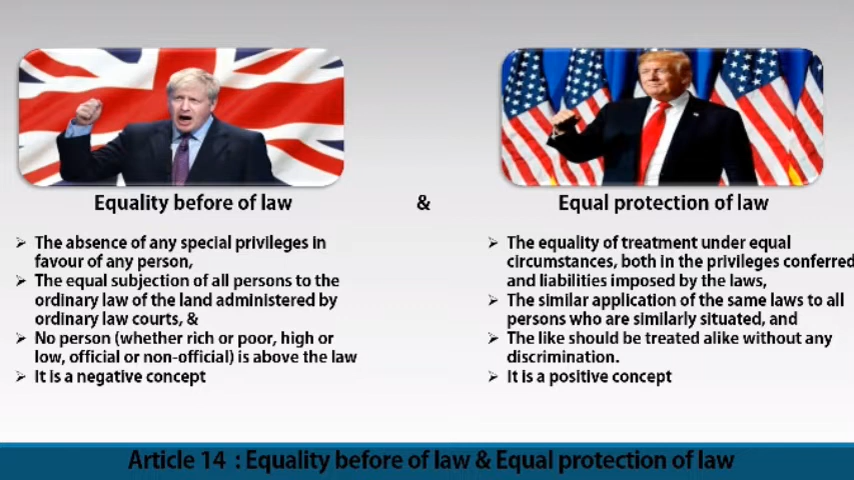 Equality before of law
&
Equal protection of law
➢ The absence of any special privileges in
favour of any person,
➢ The equal subjection of all persons to the
ordinary law of the land administered by
ordinary law courts, &
➢ No person (whether rich or poor, high or
low, official or non-official) is above the law
➢ It is a negative concept
➢ The equality of treatment under equal
circumstances, both in the privileges conferred
and liabilities imposed by the laws,
➢ The similar application of the same laws to all
persons who are similarly situated, and
➢ The like should be treated alike without any
discrimination.
➢ It is a positive concept
Article 14 : Equality before of law & Equal protection of law